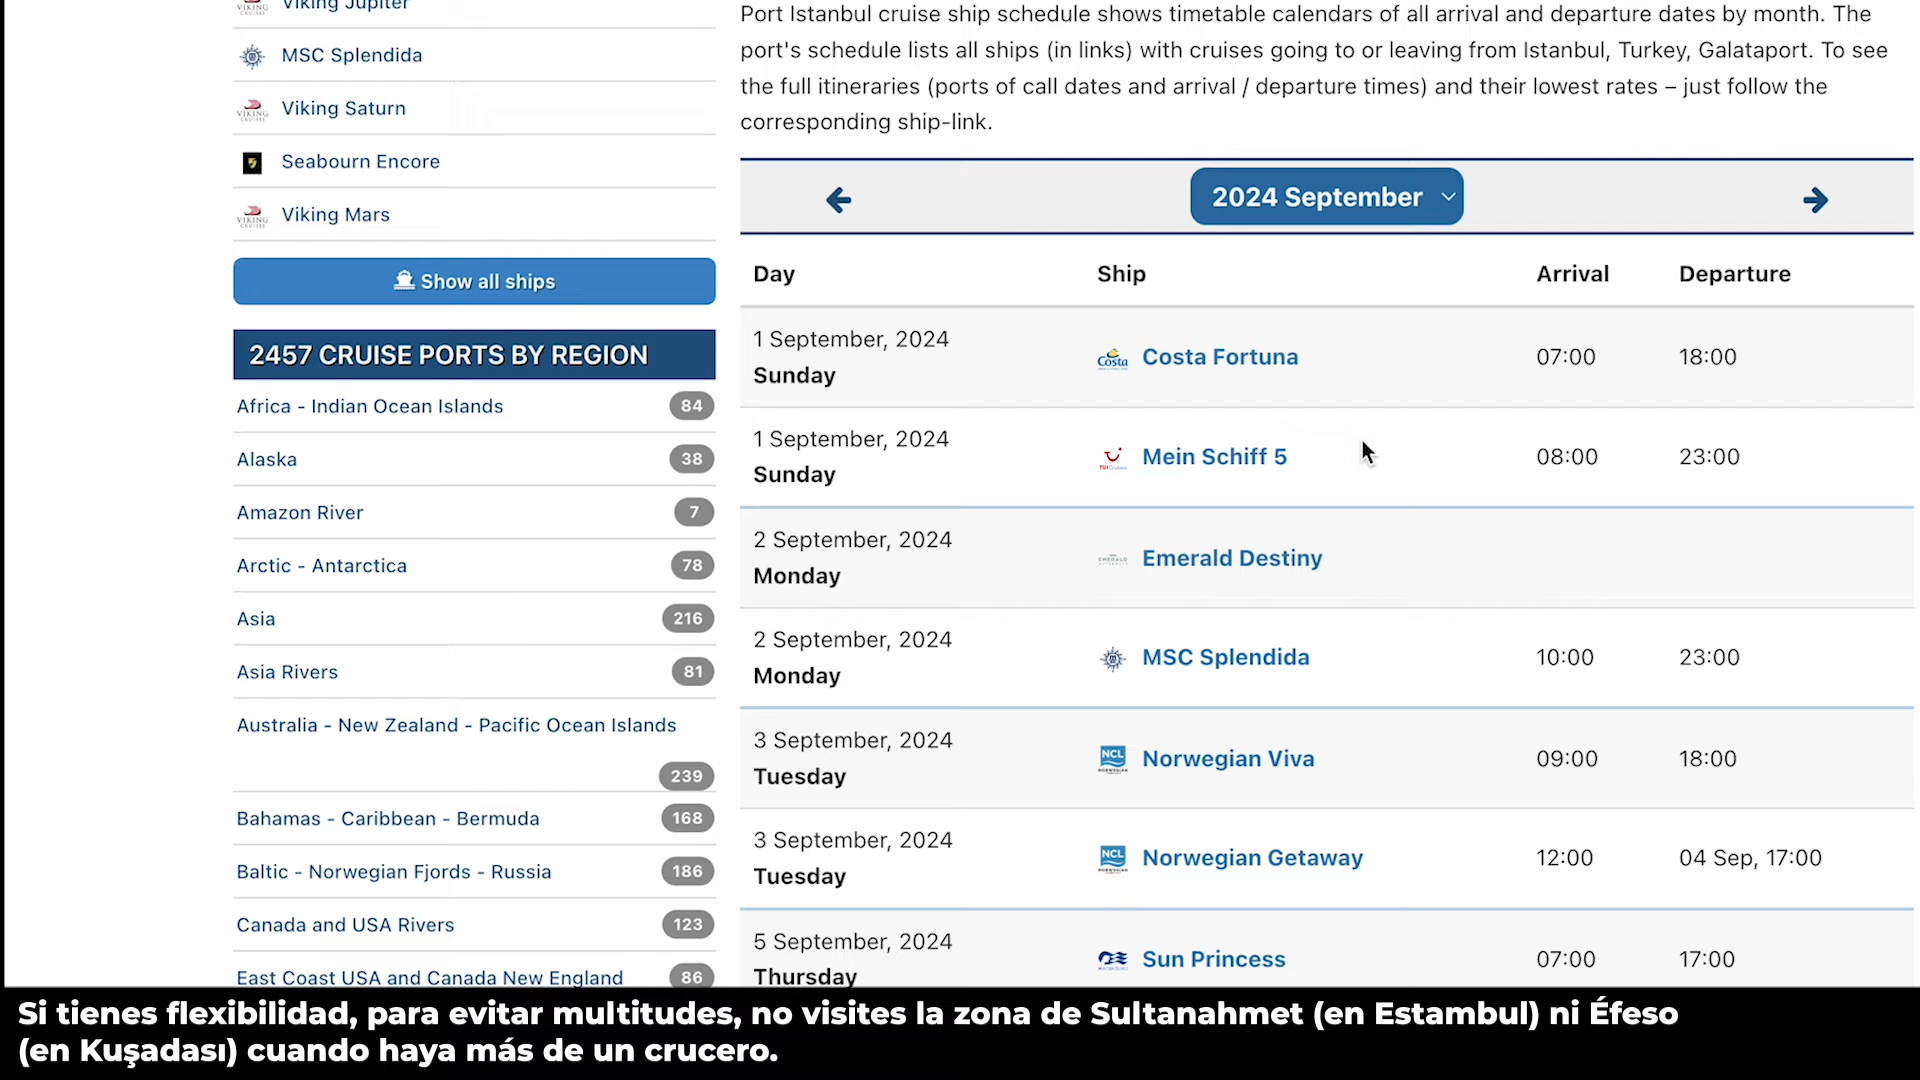 Viking Jupiter
MSC Splendida
Viking Saturn
Seabourn Encore
Viking Mars
Show all ships
2457 CRUISE PORTS BY REGION
Africa - Indian Ocean Islands 84
Alaska 38
Amazon River 7
Arctic - Antarctica 78
Asia 216
Asia Rivers 81
Australia - New Zealand - Pacific Ocean Islands
239
Bahamas - Caribbean - Bermuda 168
Baltic - Norwegian Fjords - Russia 186
Canada and USA Rivers 123
East Coast USA and Canada New England 86
Port Istanbul cruise ship schedule shows timetable calendars of all arrival and departure dates by month. The
port's schedule lists all ships (in links) with cruises going to or leaving from Istanbul, Turkey, Galataport. To see
the full itineraries (ports of call dates and arrival / departure times) and their lowest rates – just follow the
corresponding ship-link.
2024 September
Day Ship Arrival Departure
1 September, 2024
Sunday
Costa Fortuna 07:00 18:00
1 September, 2024
Sunday
Mein Schiff 5 08:00 23:00
2 September, 2024
Monday
Emerald Destiny
2 September, 2024
Monday
MSC Splendida 10:00 23:00
3 September, 2024
Tuesday
NCL Norwegian Viva 09:00 18:00
3 September, 2024
Tuesday
NCL Norwegian Getaway 12:00 04 Sep, 17:00
5 September, 2024
Thursday
Sun Princess 07:00 17:00
Si tienes flexibilidad, para evitar multitudes, no visites la zona de Sultanahmet (en Estambul) ni Éfeso
(en Kuşadası) cuando haya más de un crucero.